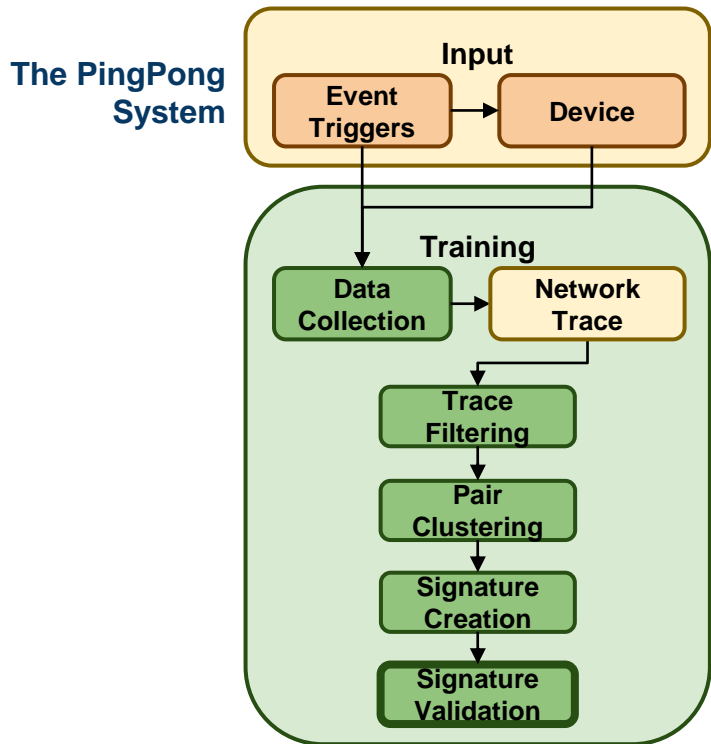 The PingPong
System
Input
Event
Triggers
Device
Training
Data
Collection
Network
Trace
Trace
Filtering
Pair
Clustering
Signature
Creation
Signature
Validation